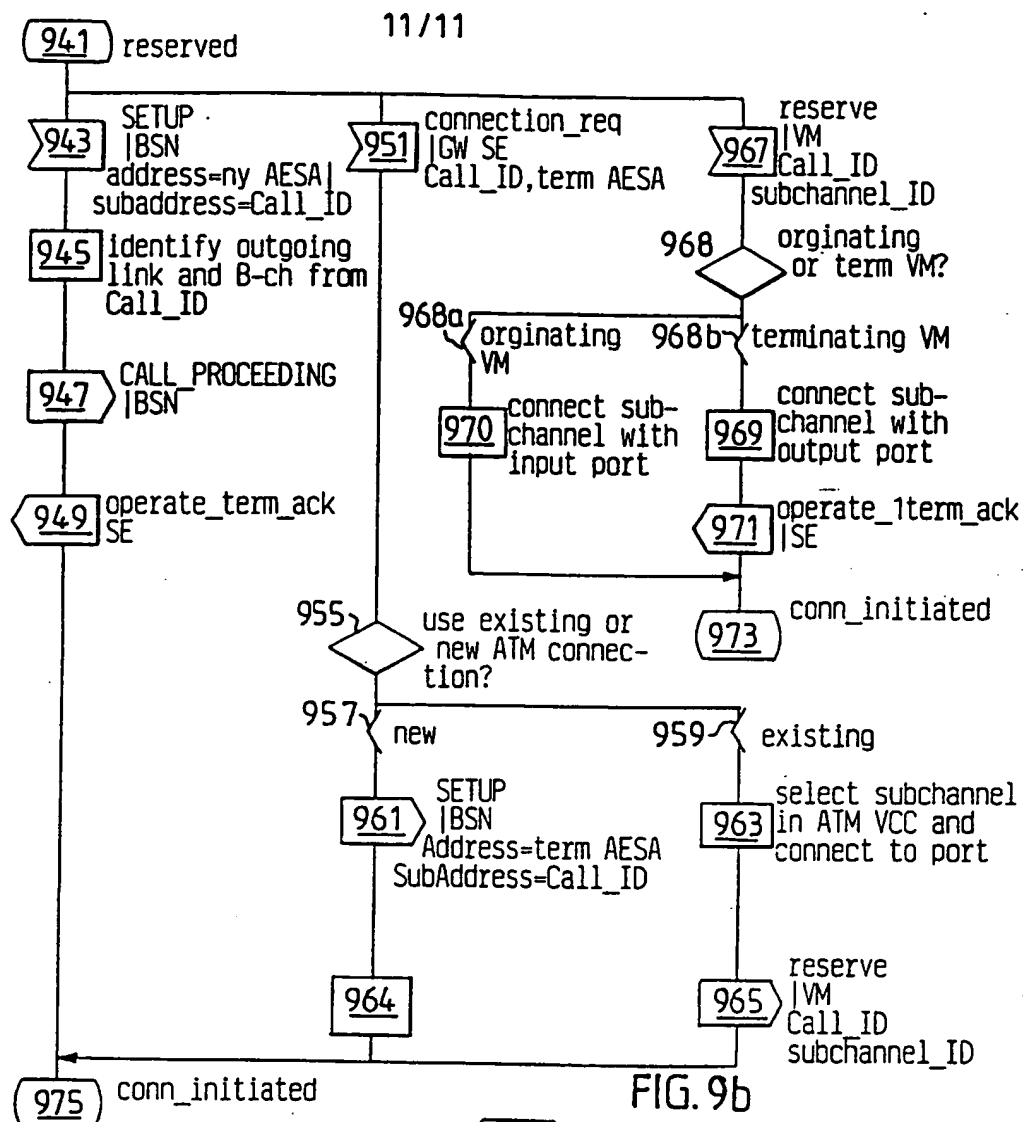 11/11
941 reserved
943 SETUP
|BSN
address=ny AESA|
subaddress=Call_ID
951 connection_req
|GW SE
Call_ID, term AESA
967 reserve
|VM
Call_ID
subchannel_ID
945 identify outgoing
link and B-ch from
Call_ID
968 orginating
or term VM?
968a orginating
VM
968b terminating VM
947 CALL_PROCEEDING
|BSN
970 connect sub-
channel with
input port
969 connect sub-
channel with
output port
949 operate_term_ack
SE
971 operate_1term_ack
|SE
973 conn_initiated
955 use existing or
new ATM connec-
tion?
957 new
959 existing
961 SETUP
|BSN
Address=term AESA
SubAddress=Call_ID
963 select subchannel
in ATM VCC and
connect to port
964
965 reserve
|VM
Call_ID
subchannel_ID
975 conn_initiated
FIG. 9b